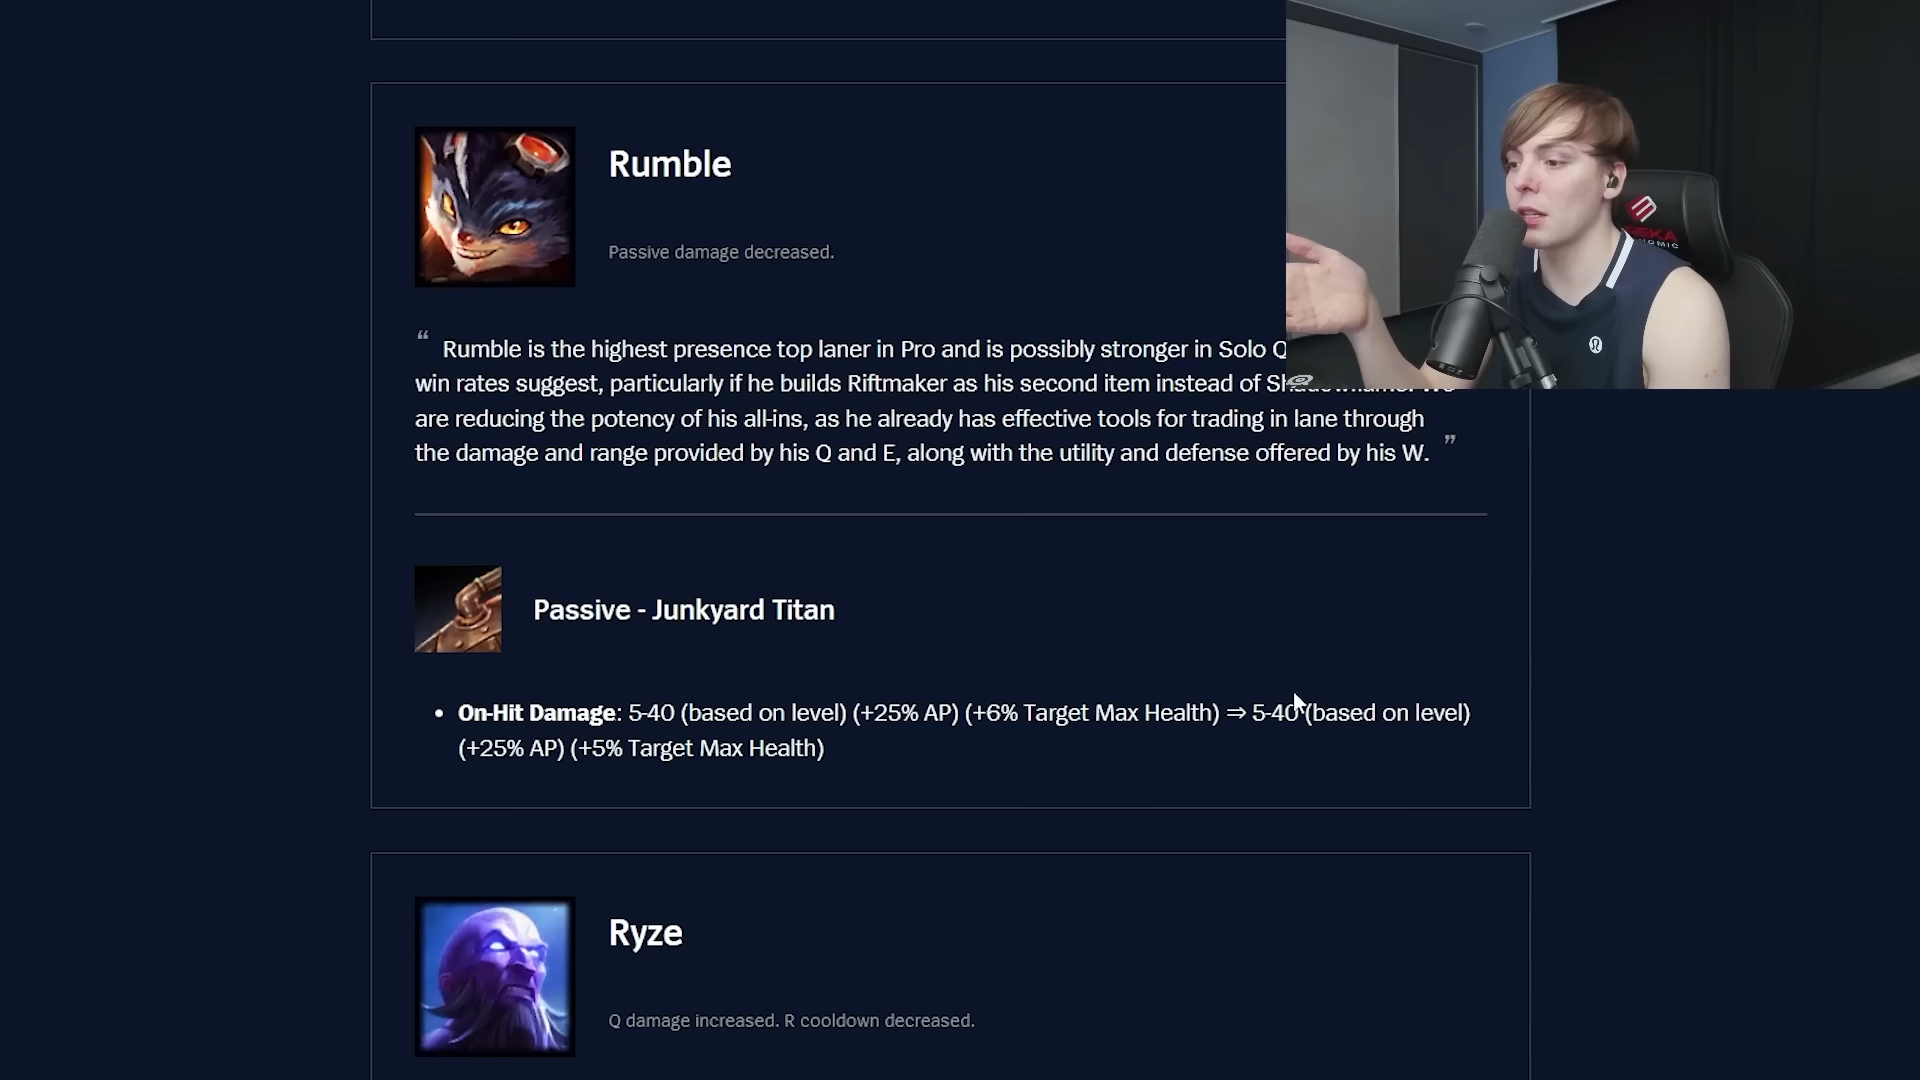 Rumble
Passive damage decreased.
“ Rumble is the highest presence top laner in Pro and is possibly stronger in Solo Q
win rates suggest, particularly if he builds Riftmaker as his second item instead of
are reducing the potency of his all-ins, as he already has effective tools for trading in lane through
the damage and range provided by his Q and E, along with the utility and defense offered by his W. ”
Passive - Junkyard Titan
• On-Hit Damage: 5-40 (based on level) (+25% AP) (+6% Target Max Health) ⇒ 5-40 (based on level)
(+25% AP) (+5% Target Max Health)
Ryze
Q damage increased. R cooldown decreased.